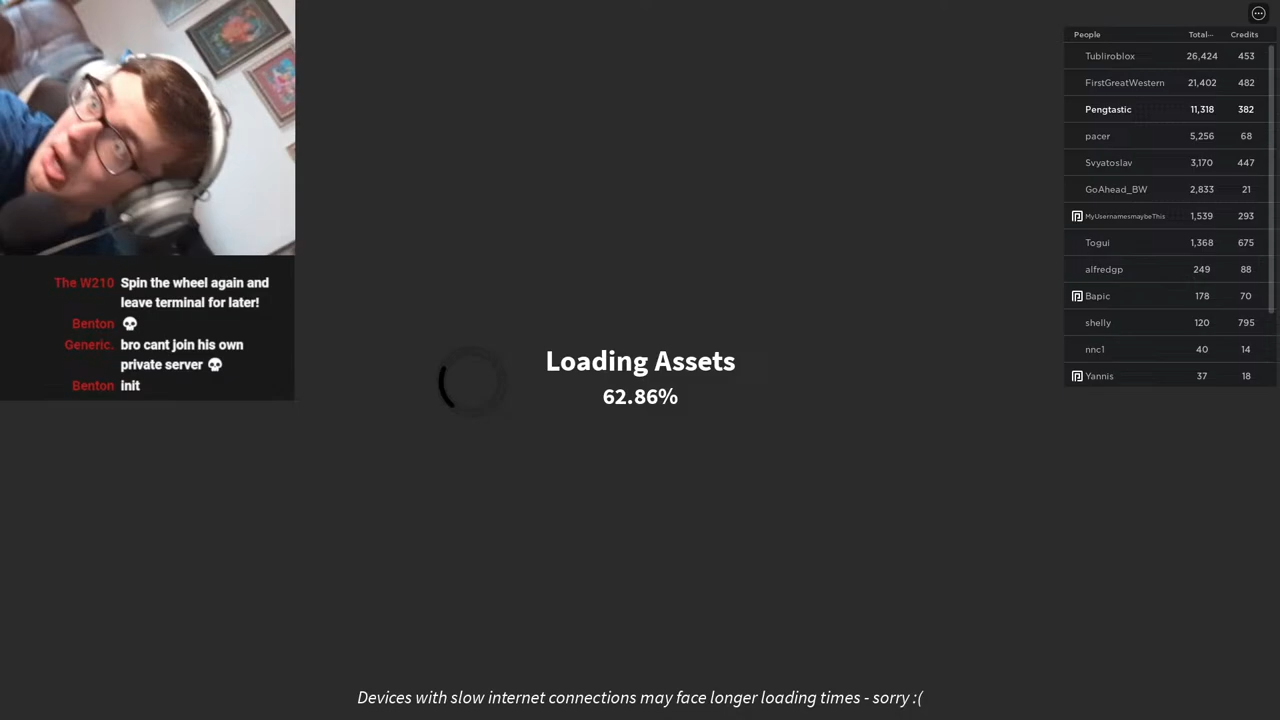 The W210 Spin the wheel again and
leave terminal for later!
Benton 💀
Generic. bro cant join his own
private server 💀
Benton init
Loading Assets
62.86%
Devices with slow internet connections may face longer loading times - sorry :(
People Total... Credits
Tubliroblox 26,424 453
FirstGreatWestern 21,402 482
Pengtastic 11,318 382
pacer 5,256 68
Svyatoslav 3,170 447
GoAhead_BW 2,833 21
MyUsernamesmaybeThis 1,539 293
Togui 1,368 675
alfredgp 249 88
Bapic 178 70
shelly 120 795
nnc1 40 14
Yannis 37 18